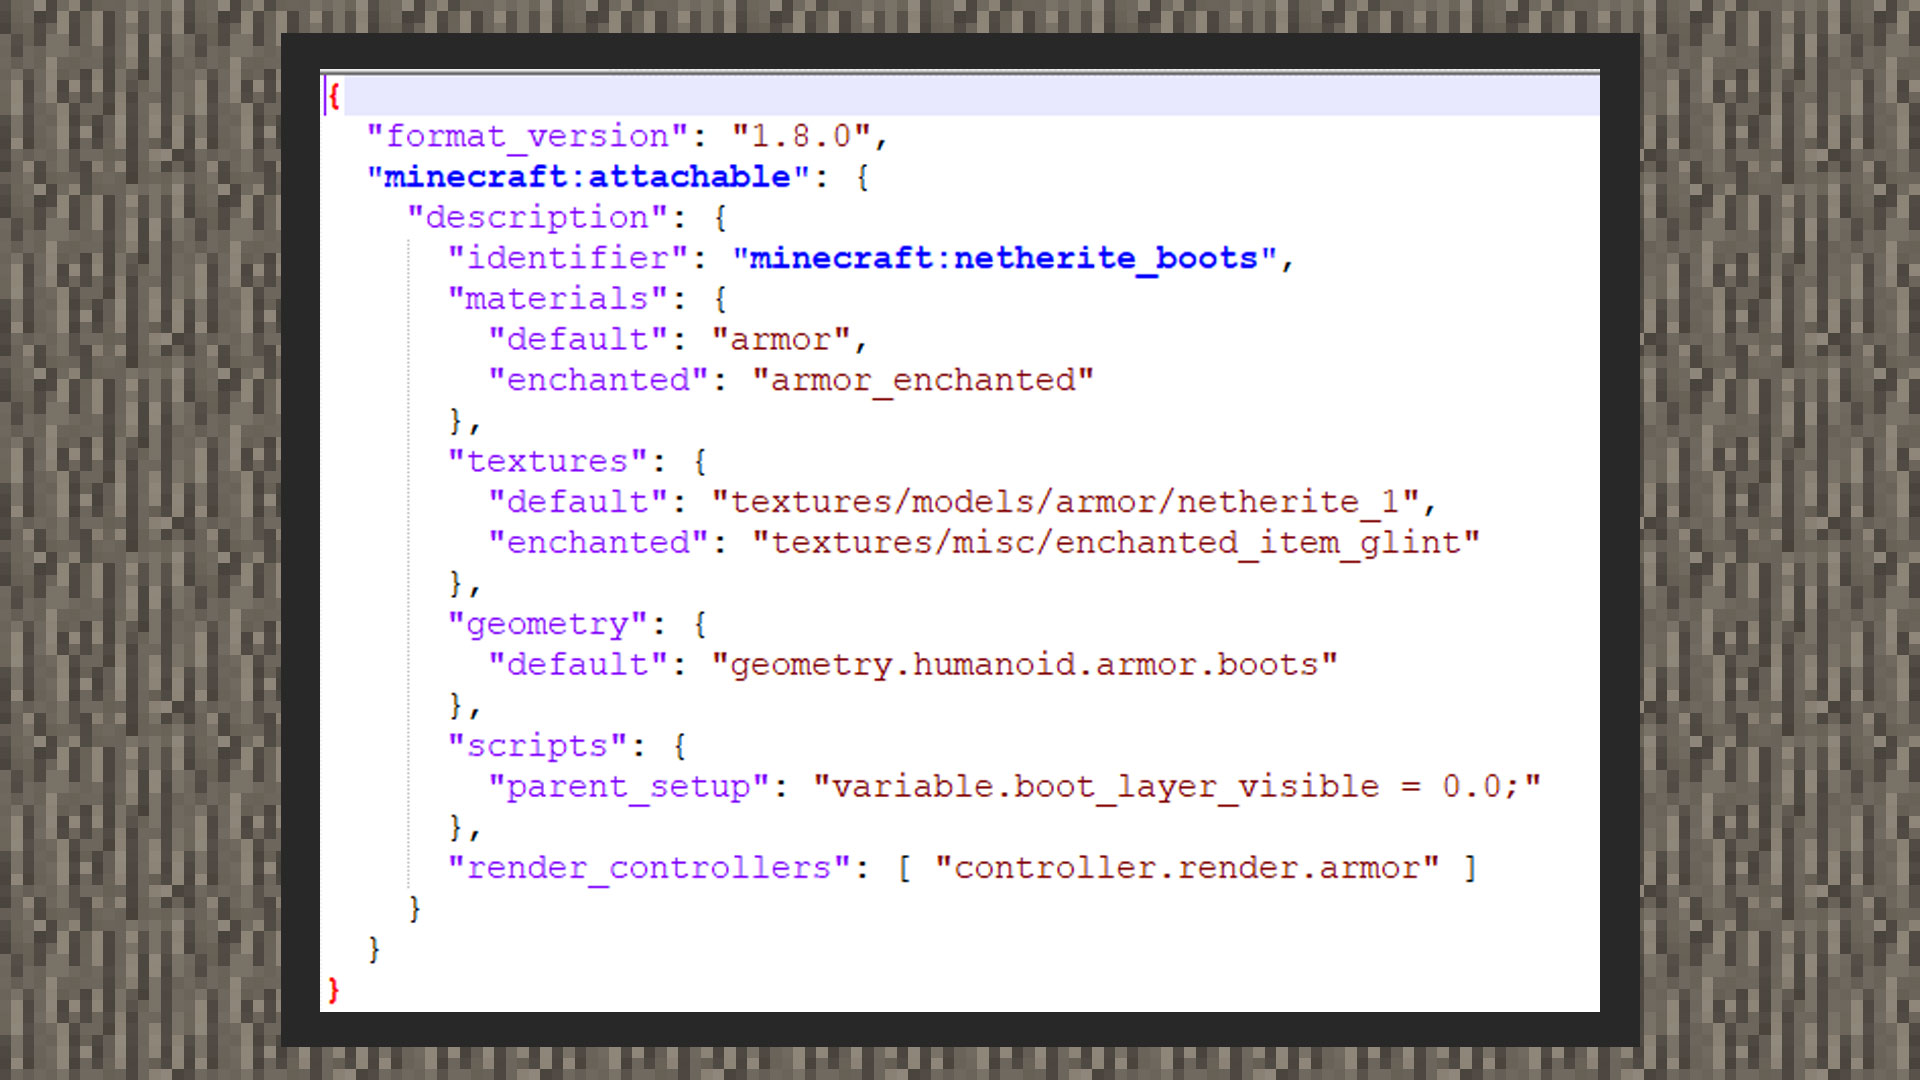 {
  "format_version": "1.8.0",
  "minecraft:attachable": {
    "description": {
      "identifier": "minecraft:netherite_boots",
      "materials": {
        "default": "armor",
        "enchanted": "armor_enchanted"
      },
      "textures": {
        "default": "textures/models/armor/netherite_1",
        "enchanted": "textures/misc/enchanted_item_glint"
      },
      "geometry": {
        "default": "geometry.humanoid.armor.boots"
      },
      "scripts": {
        "parent_setup": "variable.boot_layer_visible = 0.0;"
      },
      "render_controllers": [ "controller.render.armor" ]
    }
  }
}